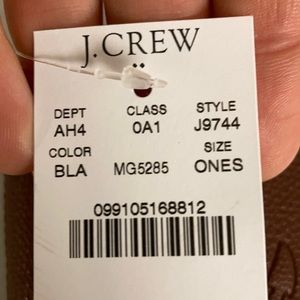 J.CREW
DEPT CLASS STYLE
AH4 0A1 J9744
COLOR SIZE
BLA MG5285 ONES
099105168812